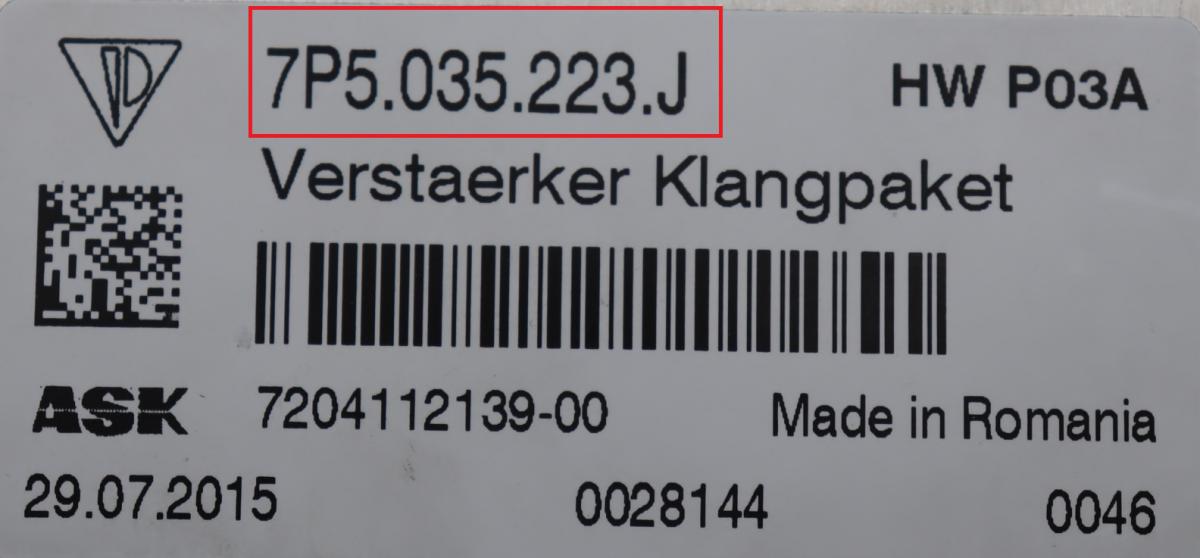 7P5.035.223.J
HW P03A
Verstaerker Klangpaket
ASK
7204112139-00
Made in Romania
29.07.2015
0028144
0046